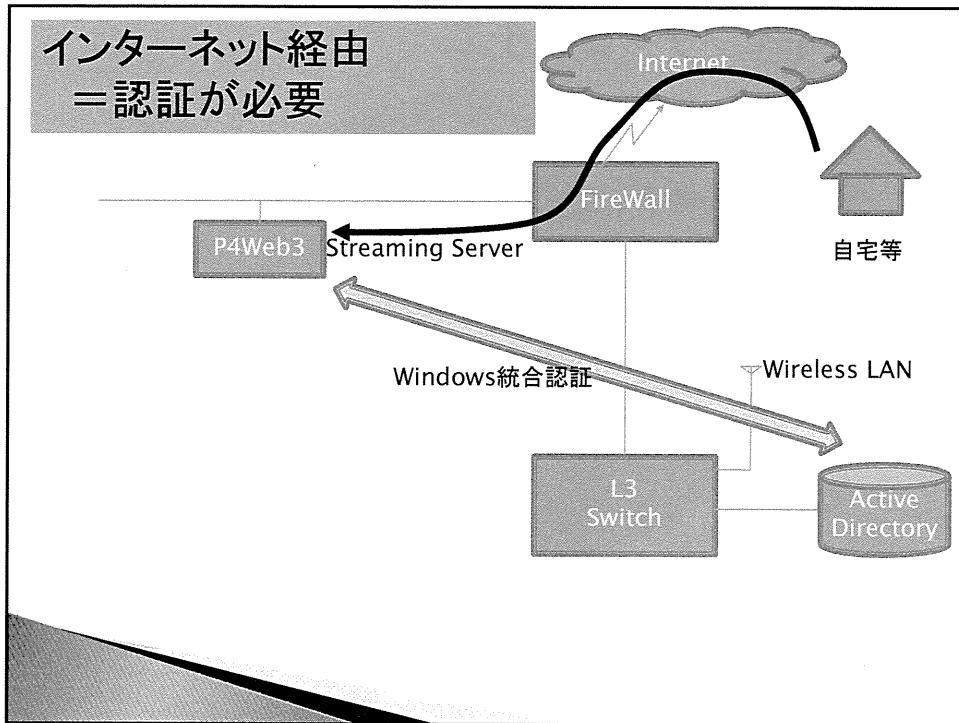 インターネット経由
＝認証が必要
Internet
FireWall
P4Web3
Streaming Server
自宅等
Windows統合認証
Wireless LAN
L3
Switch
Active
Directory